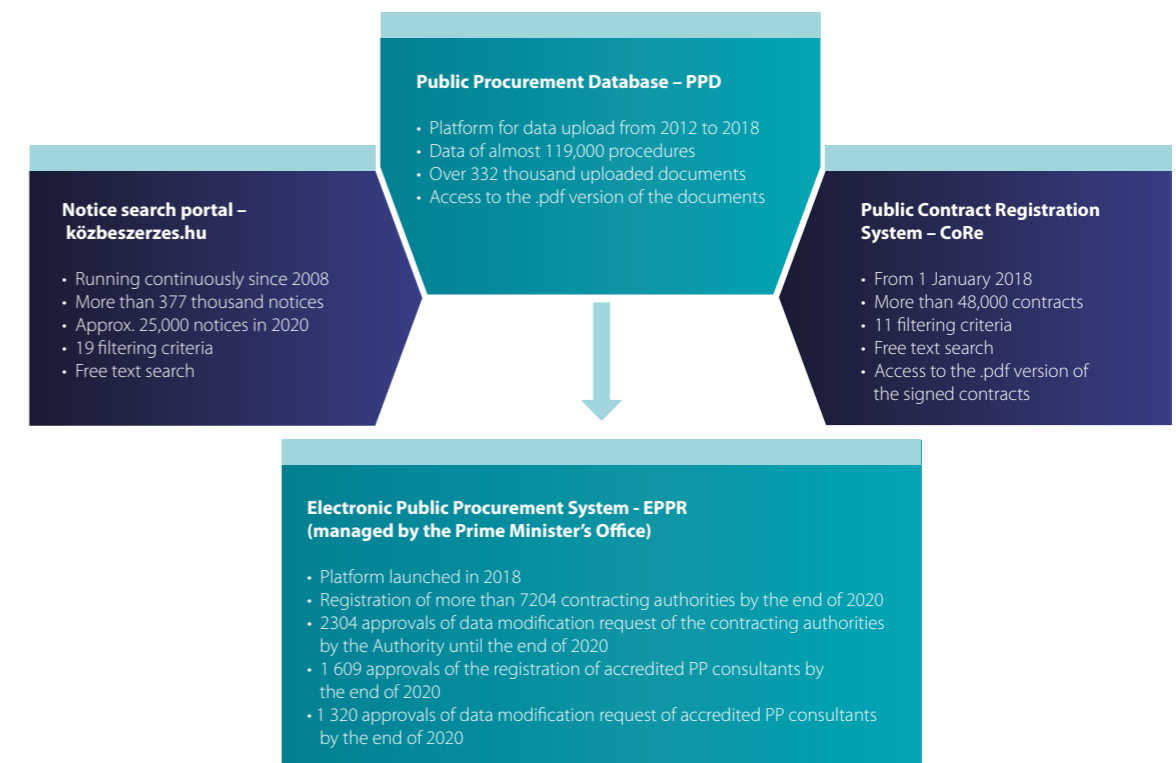 Public Procurement Database – PPD
• Platform for data upload from 2012 to 2018
• Data of almost 119,000 procedures
• Over 332 thousand uploaded documents
• Access to the .pdf version of the documents
Notice search portal –
közbeszerzes.hu
• Running continuously since 2008
• More than 377 thousand notices
• Approx. 25,000 notices in 2020
• 19 filtering criteria
• Free text search
Public Contract Registration
System – CoRe
• From 1 January 2018
• More than 48,000 contracts
• 11 filtering criteria
• Free text search
• Access to the .pdf version of
the signed contracts
Electronic Public Procurement System - EPPR
(managed by the Prime Minister’s Office)
• Platform launched in 2018
• Registration of more than 7204 contracting authorities by the end of 2020
• 2304 approvals of data modification request of the contracting authorities
by the Authority until the end of 2020
• 1 609 approvals of the registration of accredited PP consultants by
the end of 2020
• 1 320 approvals of data modification request of accredited PP consultants
by the end of 2020